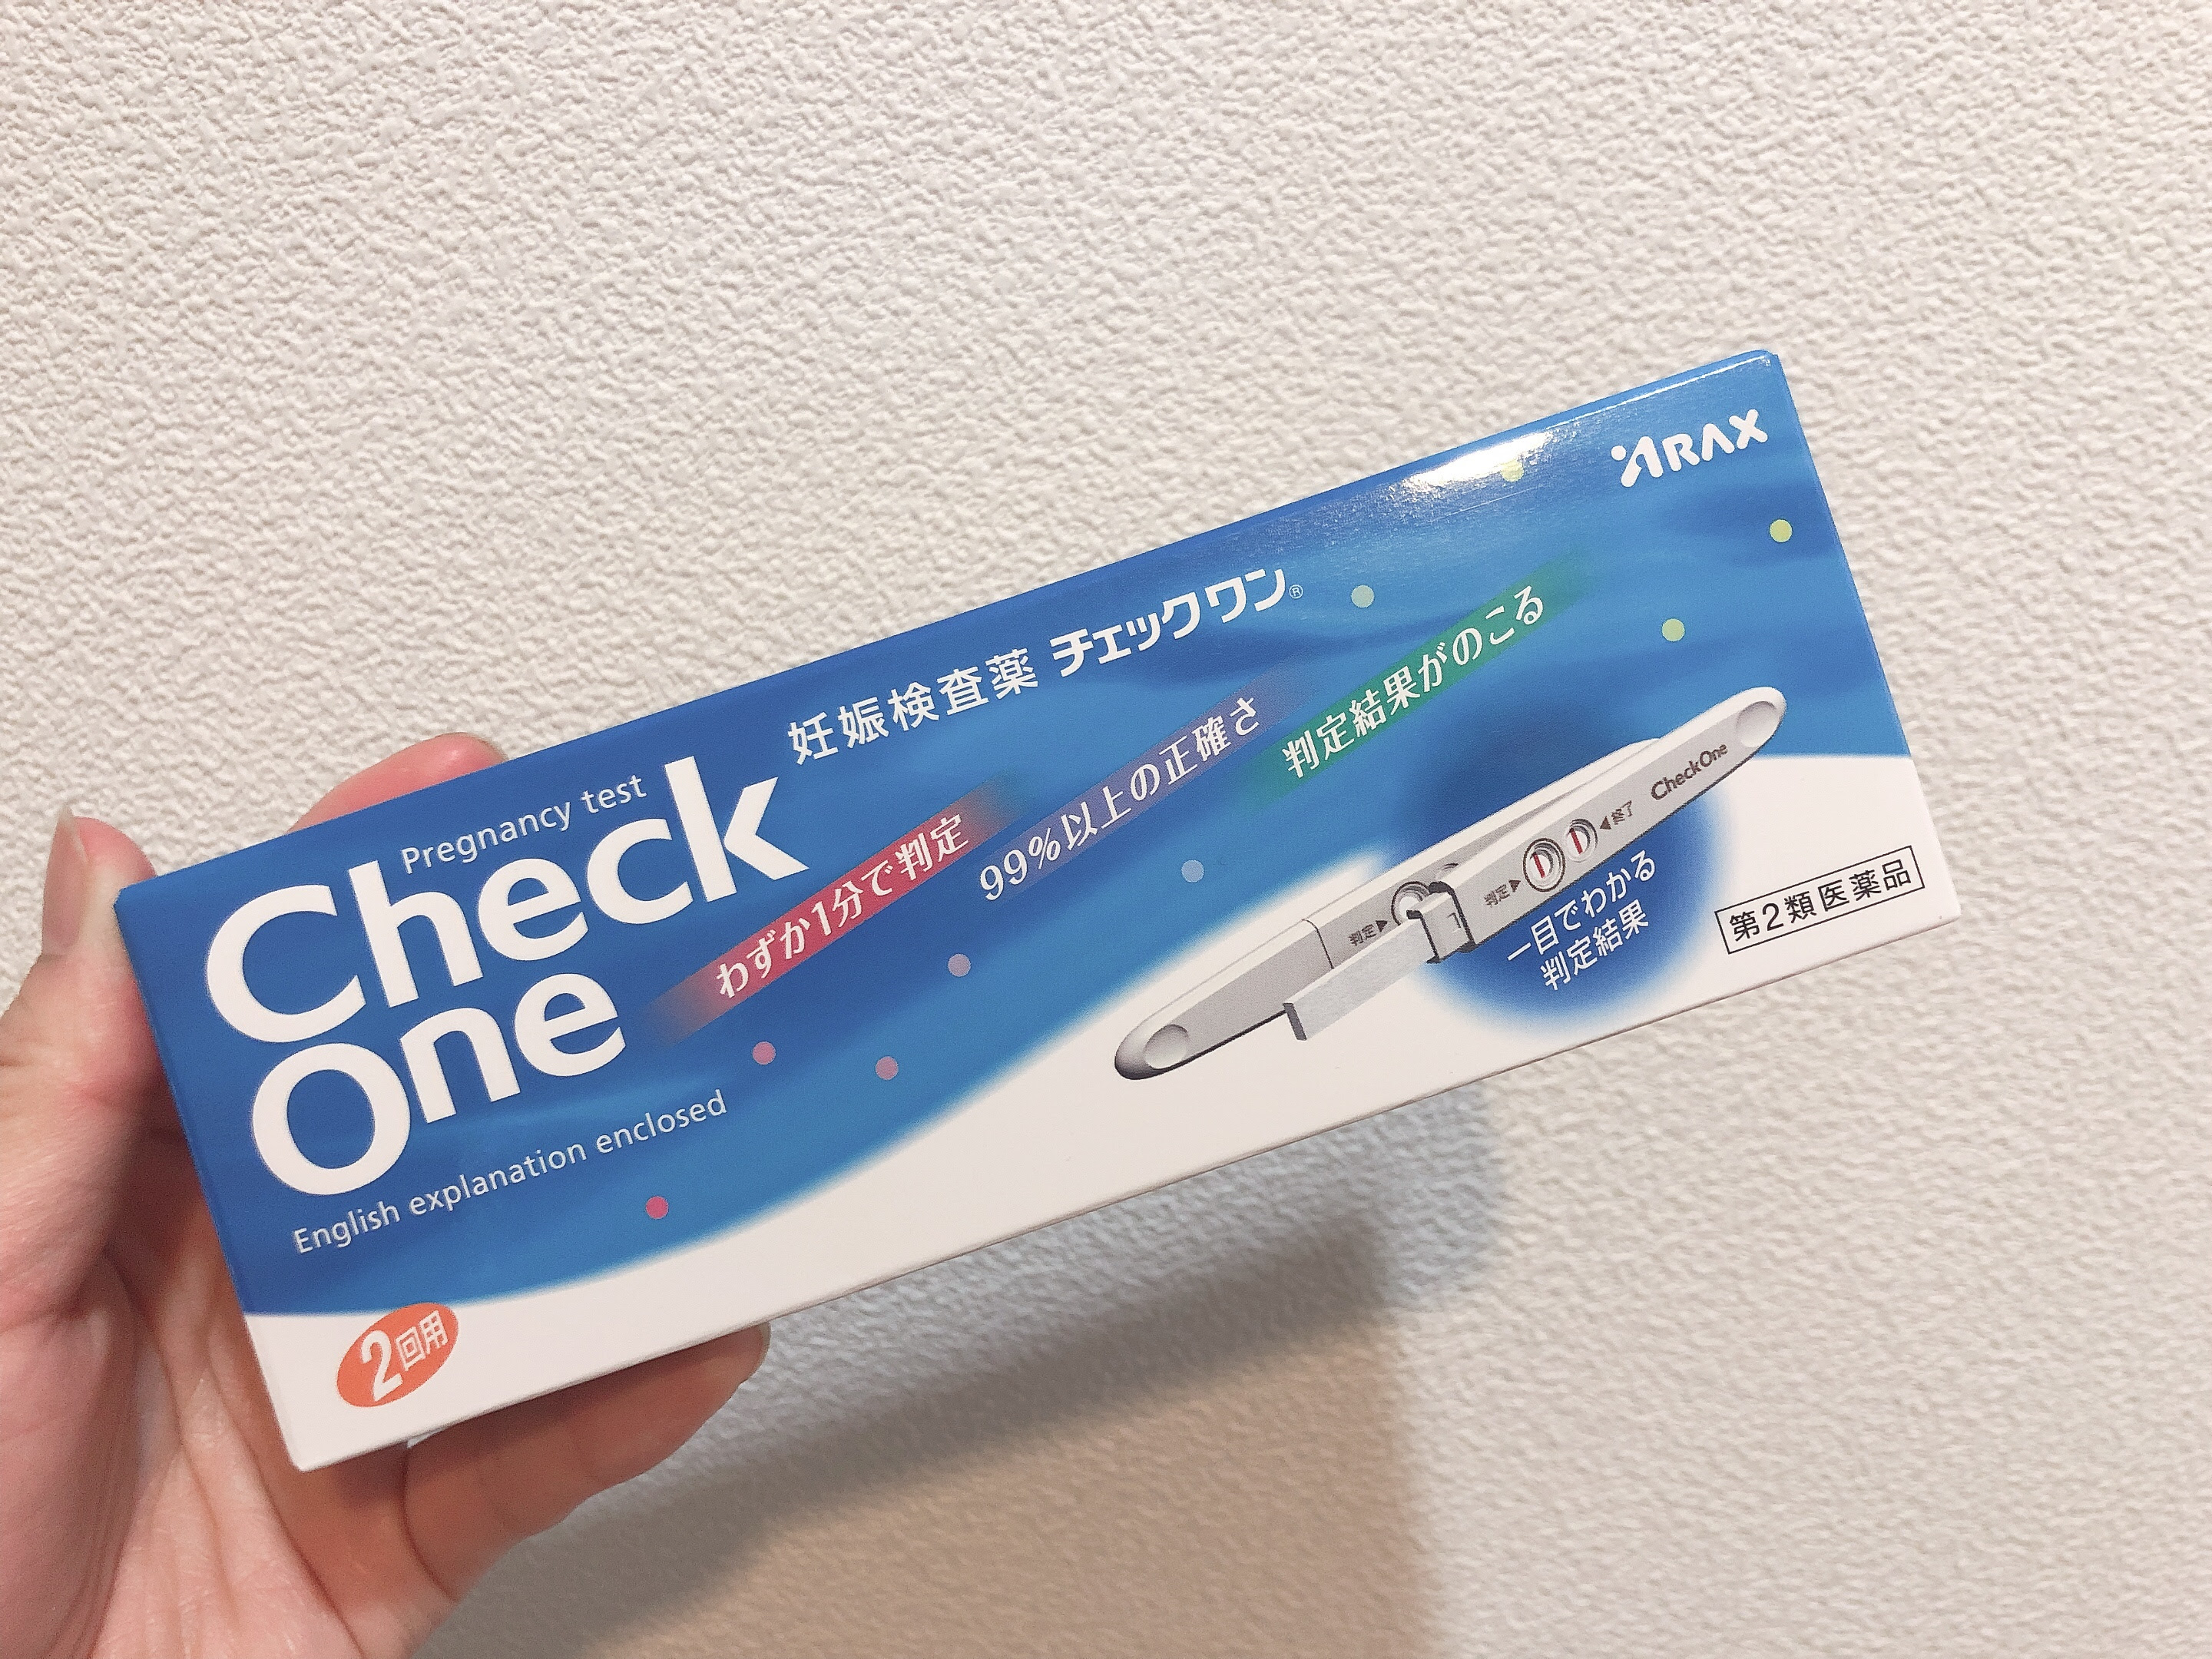 ARAX
妊娠検査薬 チェックワン®
Pregnancy test
Check
One
English explanation enclosed
わずか1分で判定
99%以上の正確さ
判定結果がのこる
判定▶
判定▶
◀終了
CheckOne
一目でわかる
判定結果
第2類医薬品
2回用